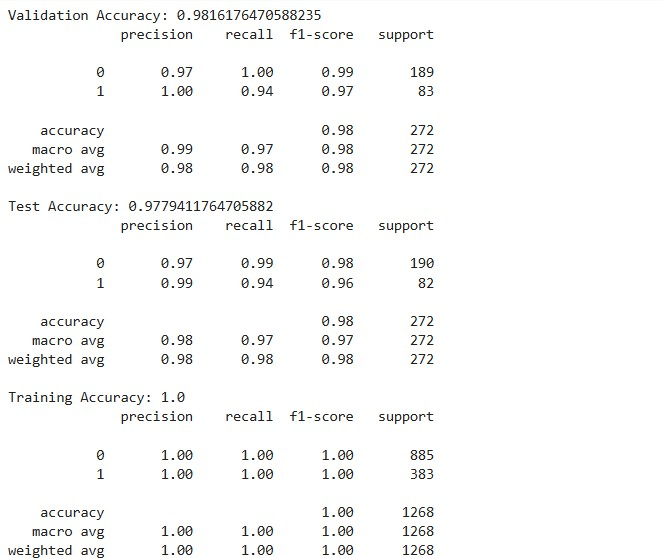 Validation Accuracy: 0.9816176470588235
precision recall f1-score support
0 0.97 1.00 0.99 189
1 1.00 0.94 0.97 83
accuracy 0.98 272
macro avg 0.99 0.97 0.98 272
weighted avg 0.98 0.98 0.98 272
Test Accuracy: 0.9779411764705882
precision recall f1-score support
0 0.97 0.99 0.98 190
1 0.99 0.94 0.96 82
accuracy 0.98 272
macro avg 0.98 0.97 0.97 272
weighted avg 0.98 0.98 0.98 272
Training Accuracy: 1.0
precision recall f1-score support
0 1.00 1.00 1.00 885
1 1.00 1.00 1.00 383
accuracy 1.00 1268
macro avg 1.00 1.00 1.00 1268
weighted avg 1.00 1.00 1.00 1268